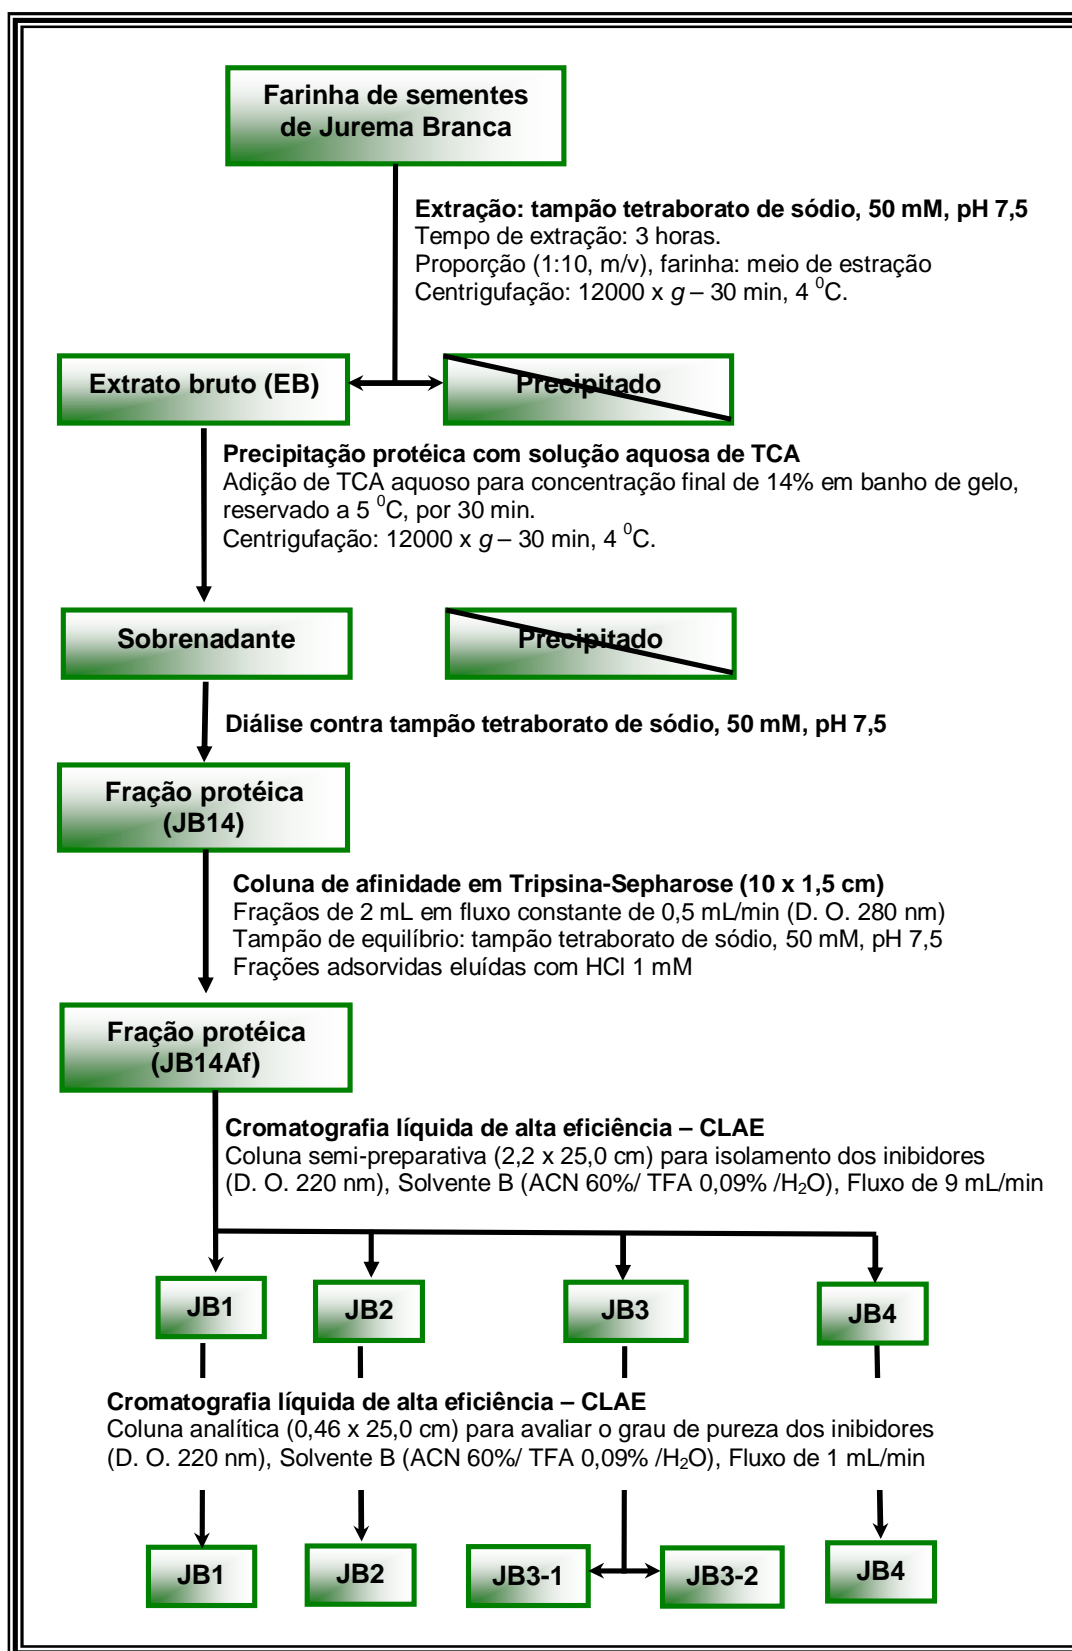 Farinha de sementes
de Jurema Branca
Extração: tampão tetraborato de sódio, 50 mM, pH 7,5
Tempo de extração: 3 horas.
Proporção (1:10, m/v), farinha: meio de estração
Centrigufação: 12000 x g – 30 min, 4 ⁰C.
Extrato bruto (EB)
Precipitado
Precipitação protéica com solução aquosa de TCA
Adição de TCA aquoso para concentração final de 14% em banho de gelo,
reservado a 5 ⁰C, por 30 min.
Centrigufação: 12000 x g – 30 min, 4 ⁰C.
Sobrenadante
Precipitado
Diálise contra tampão tetraborato de sódio, 50 mM, pH 7,5
Fração protéica
(JB14)
Coluna de afinidade em Tripsina-Sepharose (10 x 1,5 cm)
Fraçãos de 2 mL em fluxo constante de 0,5 mL/min (D. O. 280 nm)
Tampão de equilíbrio: tampão tetraborato de sódio, 50 mM, pH 7,5
Frações adsorvidas eluídas com HCl 1 mM
Fração protéica
(JB14Af)
Cromatografia líquida de alta eficiência – CLAE
Coluna semi-preparativa (2,2 x 25,0 cm) para isolamento dos inibidores
(D. O. 220 nm), Solvente B (ACN 60%/ TFA 0,09% /H₂O), Fluxo de 9 mL/min
JB1
JB2
JB3
JB4
Cromatografia líquida de alta eficiência – CLAE
Coluna analítica (0,46 x 25,0 cm) para avaliar o grau de pureza dos inibidores
(D. O. 220 nm), Solvente B (ACN 60%/ TFA 0,09% /H₂O), Fluxo de 1 mL/min
JB1
JB2
JB3-1
JB3-2
JB4